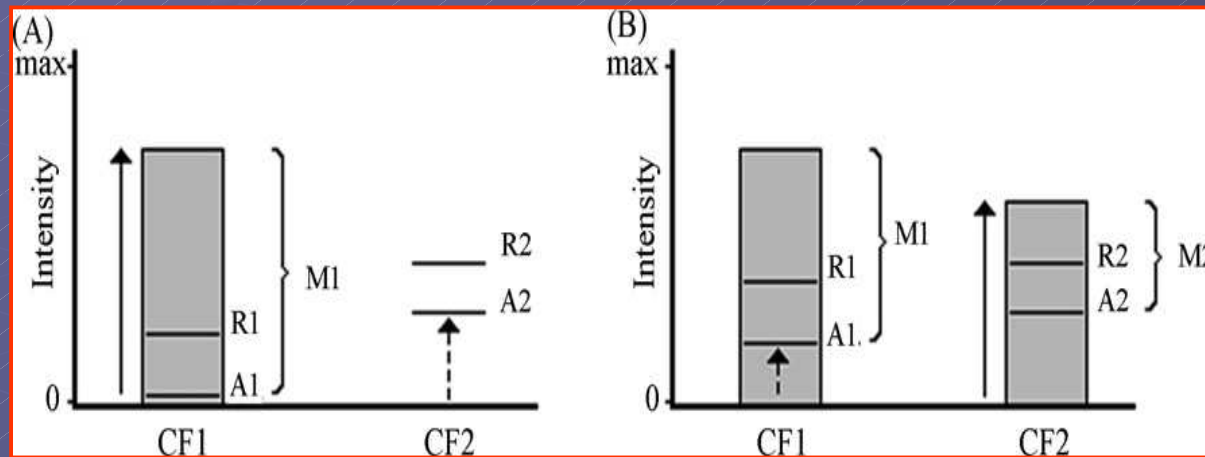 (A)
max
Intensity
0
R1
A1
M1
R2
A2
CF1
CF2
(B)
max
Intensity
0
R1
A1.
M1
R2
A2
M2
CF1
CF2